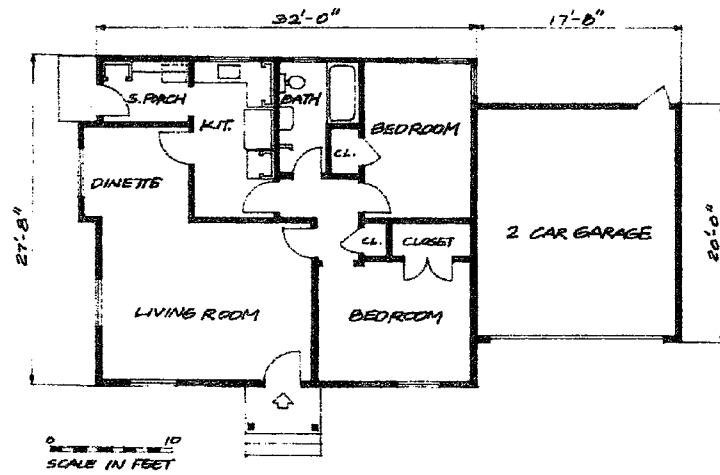 32'-0" 17'-8"
S. PORCH
KIT.
BATH
BEDROOM
CL.
DINETTE
27'-8"
CL.
CLOSET
2 CAR GARAGE
20'-0"
LIVING ROOM
BEDROOM
0 10
SCALE IN FEET